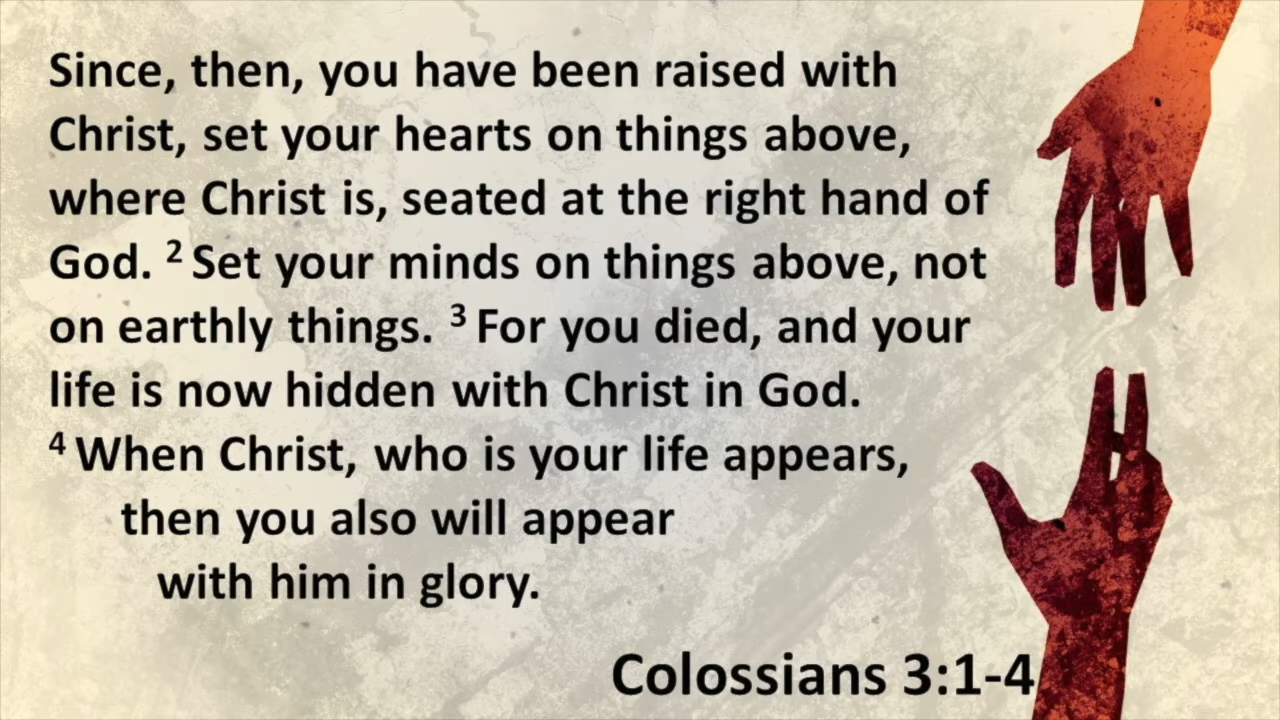 Since, then, you have been raised with
Christ, set your hearts on things above,
where Christ is, seated at the right hand of
God. ² Set your minds on things above, not
on earthly things. ³ For you died, and your
life is now hidden with Christ in God.
⁴ When Christ, who is your life appears,
then you also will appear
with him in glory.
Colossians 3:1-4